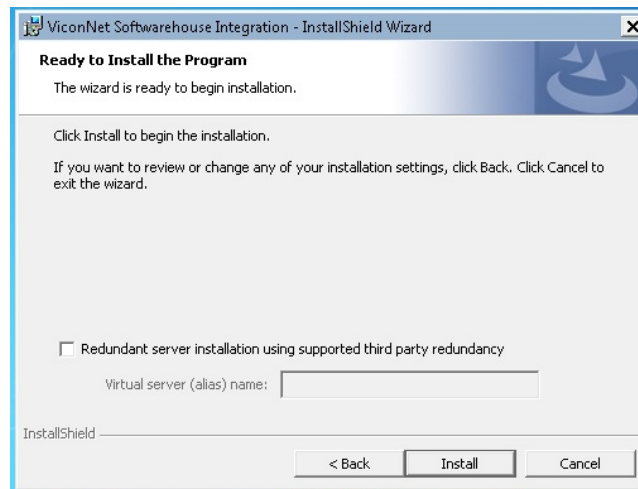 ViconNet Softwarehouse Integration - InstallShield Wizard
Ready to Install the Program
The wizard is ready to begin installation.
Click Install to begin the installation.
If you want to review or change any of your installation settings, click Back. Click Cancel to
exit the wizard.
Redundant server installation using supported third party redundancy
Virtual server (alias) name:
InstallShield
< Back Install Cancel